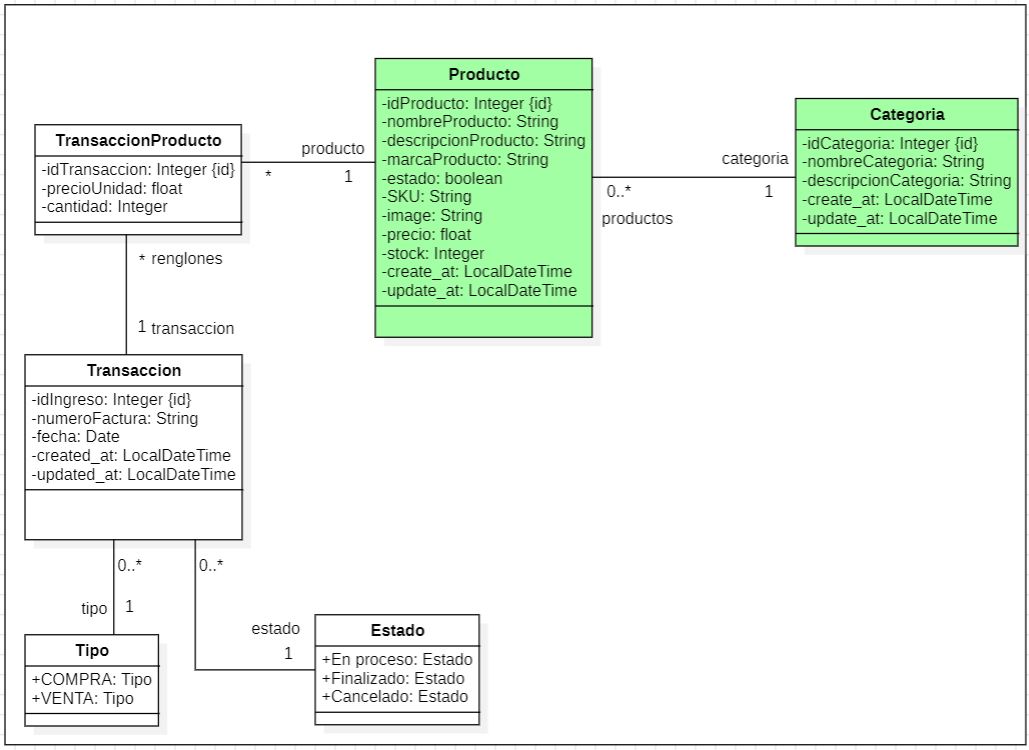 Producto
-idProducto: Integer {id}
-nombreProducto: String
-descripcionProducto: String
-marcaProducto: String
-estado: boolean
-SKU: String
-image: String
-precio: float
-stock: Integer
-create_at: LocalDateTime
-update_at: LocalDateTime
Categoria
-idCategoria: Integer {id}
-nombreCategoria: String
-descripcionCategoria: String
-create_at: LocalDateTime
-update_at: LocalDateTime
TransaccionProducto
-idTransaccion: Integer {id}
-precioUnidad: float
-cantidad: Integer
producto
*
1
categoria
0..*
1
productos
* renglones
1 transaccion
Transaccion
-idIngreso: Integer {id}
-numeroFactura: String
-fecha: Date
-created_at: LocalDateTime
-updated_at: LocalDateTime
0..*
0..*
tipo
1
estado
1
Tipo
+COMPRA: Tipo
+VENTA: Tipo
Estado
+En proceso: Estado
+Finalizado: Estado
+Cancelado: Estado